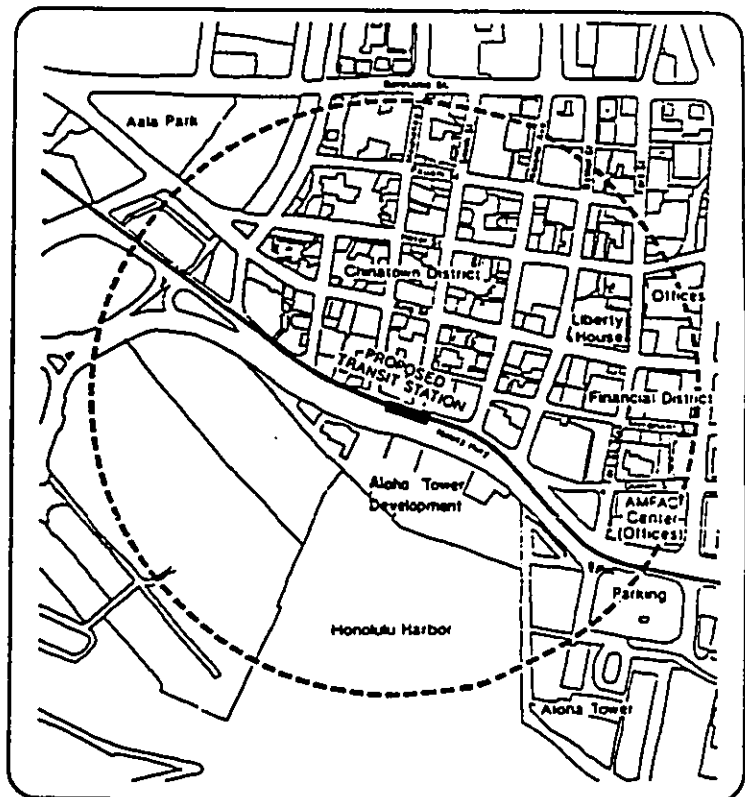 Aala Park
Chinatown District
Offices
Liberty
House
PROPOSED
TRANSIT STATION
Financial District
Aloha Tower
Development
AMFAC
Center
(Offices)
Parking
Honolulu Harbor
Aloha Tower